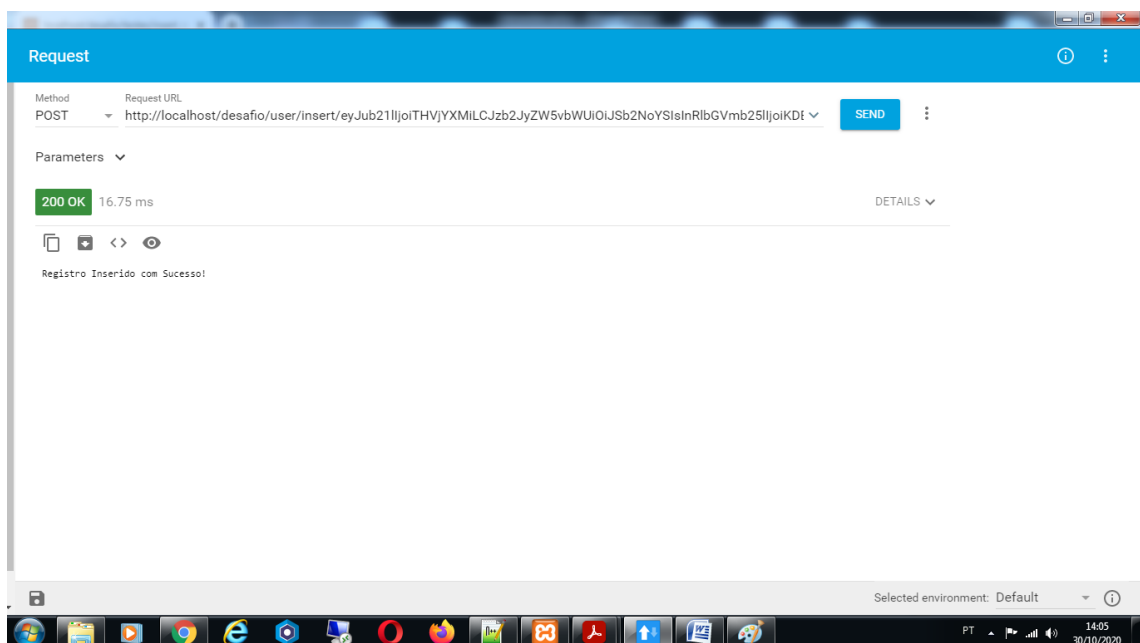 Request
Method
POST
Request URL
http://localhost/desafio/user/insert/eyJub21lIjoiTHVjYXMiLCJzb2JyZW5vbWUiOiJSb2NoYSIsInRlbGVmb25lIjoiKDE
SEND
Parameters
200 OK 16.75 ms
DETAILS
Registro Inserido com Sucesso!
Selected environment: Default
PT
14:05
30/10/2020